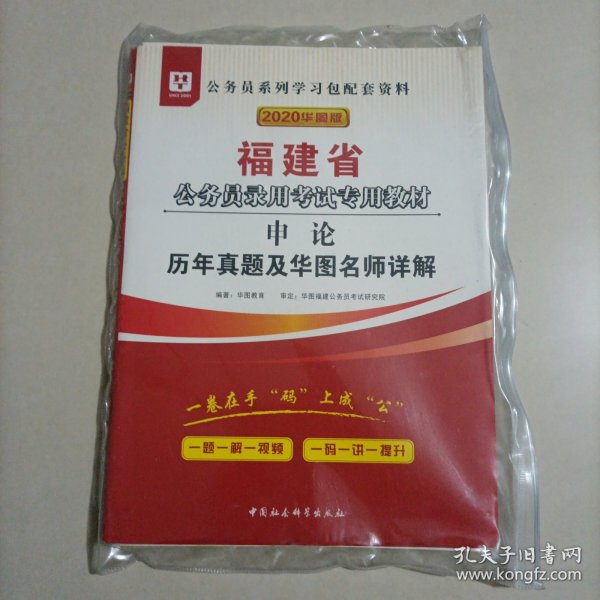 HT
SINCE 2001
公务员系列学习包配套资料
2020华图版
福建省
公务员录用考试专用教材
申论
历年真题及华图名师详解
编著：华图教育 审定：华图福建公务员考试研究院
一卷在手“码”上成“公”
一题一解一视频 一码一讲一提升
中国社会科学出版社
孔夫子旧书网
www.kongfz.com